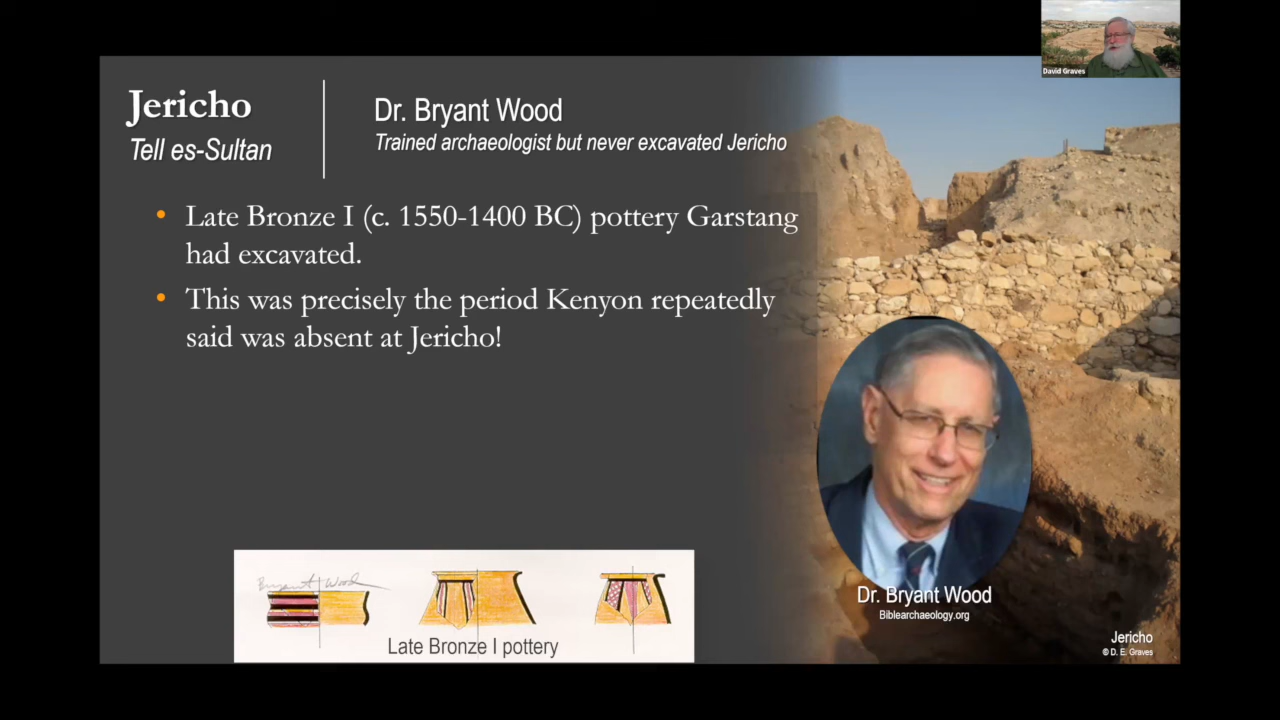 David Graves
Jericho
Tell es-Sultan
Dr. Bryant Wood
Trained archaeologist but never excavated Jericho
• Late Bronze I (c. 1550-1400 BC) pottery Garstang
had excavated.
• This was precisely the period Kenyon repeatedly
said was absent at Jericho!
Bryant Wood
Late Bronze I pottery
Dr. Bryant Wood
Biblearchaeology.org
Jericho
© D. E. Graves